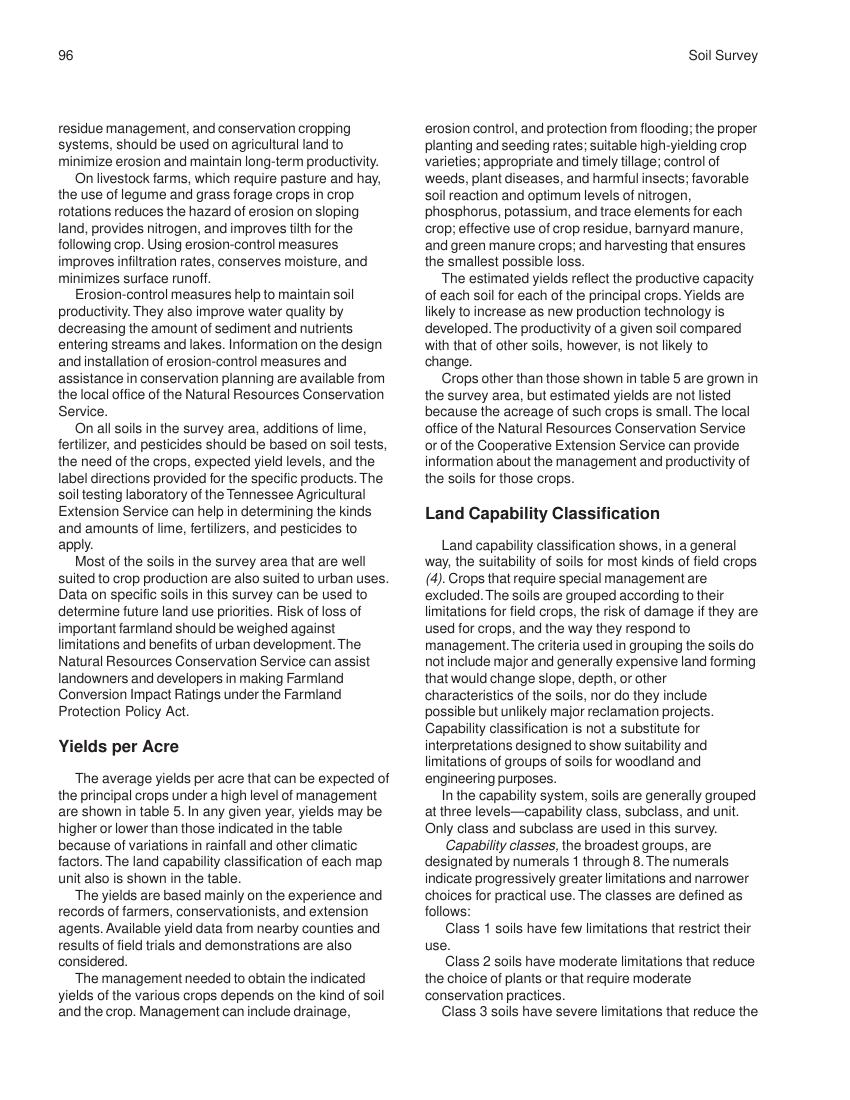 96
Soil Survey
residue management, and conservation cropping
systems, should be used on agricultural land to
minimize erosion and maintain long-term productivity.
On livestock farms, which require pasture and hay,
the use of legume and grass forage crops in crop
rotations reduces the hazard of erosion on sloping
land, provides nitrogen, and improves tilth for the
following crop. Using erosion-control measures
improves infiltration rates, conserves moisture, and
minimizes surface runoff.
Erosion-control measures help to maintain soil
productivity. They also improve water quality by
decreasing the amount of sediment and nutrients
entering streams and lakes. Information on the design
and installation of erosion-control measures and
assistance in conservation planning are available from
the local office of the Natural Resources Conservation
Service.
On all soils in the survey area, additions of lime,
fertilizer, and pesticides should be based on soil tests,
the need of the crops, expected yield levels, and the
label directions provided for the specific products. The
soil testing laboratory of the Tennessee Agricultural
Extension Service can help in determining the kinds
and amounts of lime, fertilizers, and pesticides to
apply.
Most of the soils in the survey area that are well
suited to crop production are also suited to urban uses.
Data on specific soils in this survey can be used to
determine future land use priorities. Risk of loss of
important farmland should be weighed against
limitations and benefits of urban development. The
Natural Resources Conservation Service can assist
landowners and developers in making Farmland
Conversion Impact Ratings under the Farmland
Protection Policy Act.
Yields per Acre
The average yields per acre that can be expected of
the principal crops under a high level of management
are shown in table 5. In any given year, yields may be
higher or lower than those indicated in the table
because of variations in rainfall and other climatic
factors. The land capability classification of each map
unit also is shown in the table.
The yields are based mainly on the experience and
records of farmers, conservationists, and extension
agents. Available yield data from nearby counties and
results of field trials and demonstrations are also
considered.
The management needed to obtain the indicated
yields of the various crops depends on the kind of soil
and the crop. Management can include drainage,
erosion control, and protection from flooding; the proper
planting and seeding rates; suitable high-yielding crop
varieties; appropriate and timely tillage; control of
weeds, plant diseases, and harmful insects; favorable
soil reaction and optimum levels of nitrogen,
phosphorus, potassium, and trace elements for each
crop; effective use of crop residue, barnyard manure,
and green manure crops; and harvesting that ensures
the smallest possible loss.
The estimated yields reflect the productive capacity
of each soil for each of the principal crops. Yields are
likely to increase as new production technology is
developed. The productivity of a given soil compared
with that of other soils, however, is not likely to
change.
Crops other than those shown in table 5 are grown in
the survey area, but estimated yields are not listed
because the acreage of such crops is small. The local
office of the Natural Resources Conservation Service
or of the Cooperative Extension Service can provide
information about the management and productivity of
the soils for those crops.
Land Capability Classification
Land capability classification shows, in a general
way, the suitability of soils for most kinds of field crops
(4). Crops that require special management are
excluded. The soils are grouped according to their
limitations for field crops, the risk of damage if they are
used for crops, and the way they respond to
management. The criteria used in grouping the soils do
not include major and generally expensive land forming
that would change slope, depth, or other
characteristics of the soils, nor do they include
possible but unlikely major reclamation projects.
Capability classification is not a substitute for
interpretations designed to show suitability and
limitations of groups of soils for woodland and
engineering purposes.
In the capability system, soils are generally grouped
at three levels—capability class, subclass, and unit.
Only class and subclass are used in this survey.
Capability classes, the broadest groups, are
designated by numerals 1 through 8. The numerals
indicate progressively greater limitations and narrower
choices for practical use. The classes are defined as
follows:
Class 1 soils have few limitations that restrict their
use.
Class 2 soils have moderate limitations that reduce
the choice of plants or that require moderate
conservation practices.
Class 3 soils have severe limitations that reduce the